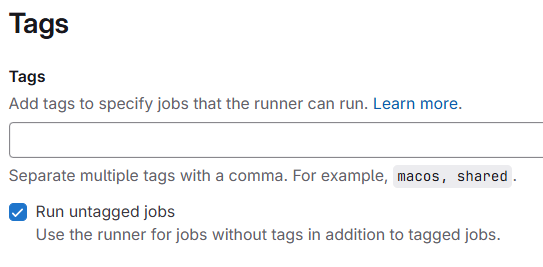 Tags
Tags
Add tags to specify jobs that the runner can run. Learn more.
Separate multiple tags with a comma. For example, macos, shared.
Run untagged jobs
Use the runner for jobs without tags in addition to tagged jobs.